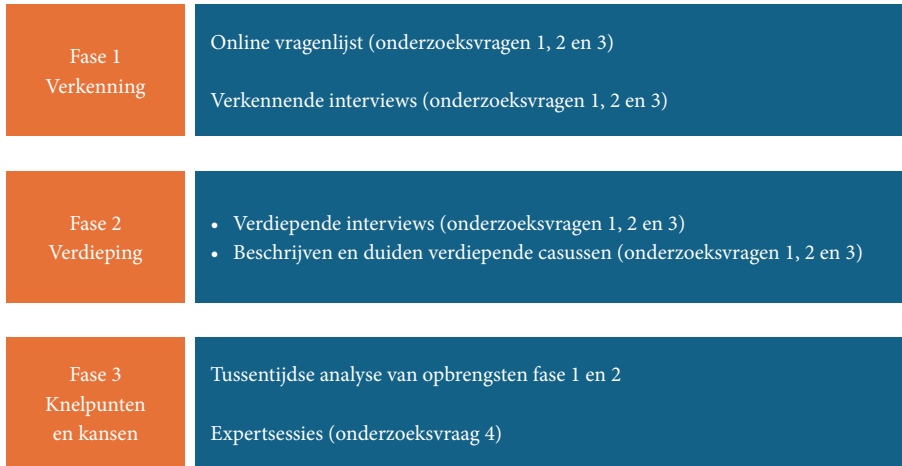 Fase 1
Verkenning
Online vragenlijst (onderzoeksvragen 1, 2 en 3)
Verkennende interviews (onderzoeksvragen 1, 2 en 3)
Fase 2
Verdieping
• Verdiepende interviews (onderzoeksvragen 1, 2 en 3)
• Beschrijven en duiden verdiepende casussen (onderzoeksvragen 1, 2 en 3)
Fase 3
Knelpunten
en kansen
Tussentijdse analyse van opbrengsten fase 1 en 2
Expertsessies (onderzoeksvraag 4)